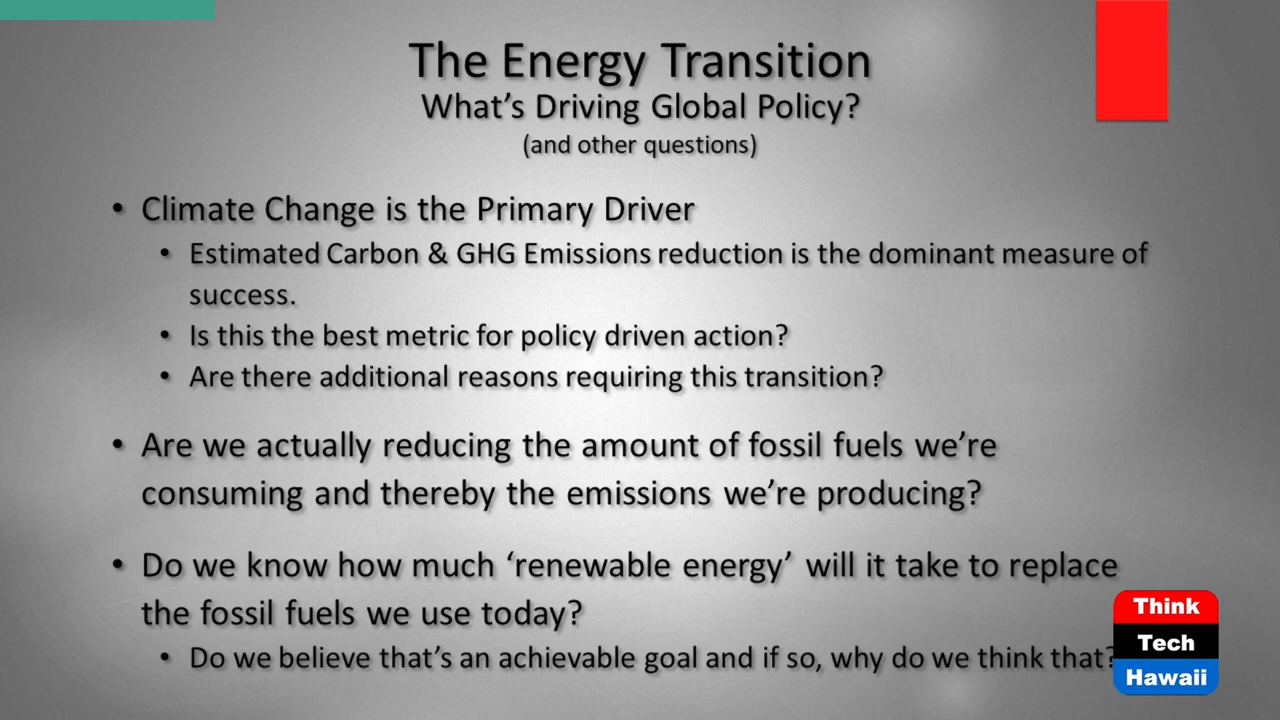 The Energy Transition
What's Driving Global Policy?
(and other questions)
• Climate Change is the Primary Driver
• Estimated Carbon & GHG Emissions reduction is the dominant measure of
success.
• Is this the best metric for policy driven action?
• Are there additional reasons requiring this transition?
• Are we actually reducing the amount of fossil fuels we're
consuming and thereby the emissions we're producing?
• Do we know how much ‘renewable energy’ will it take to replace
the fossil fuels we use today?
• Do we believe that's an achievable goal and if so, why do we think that?
Think
Tech
Hawaii